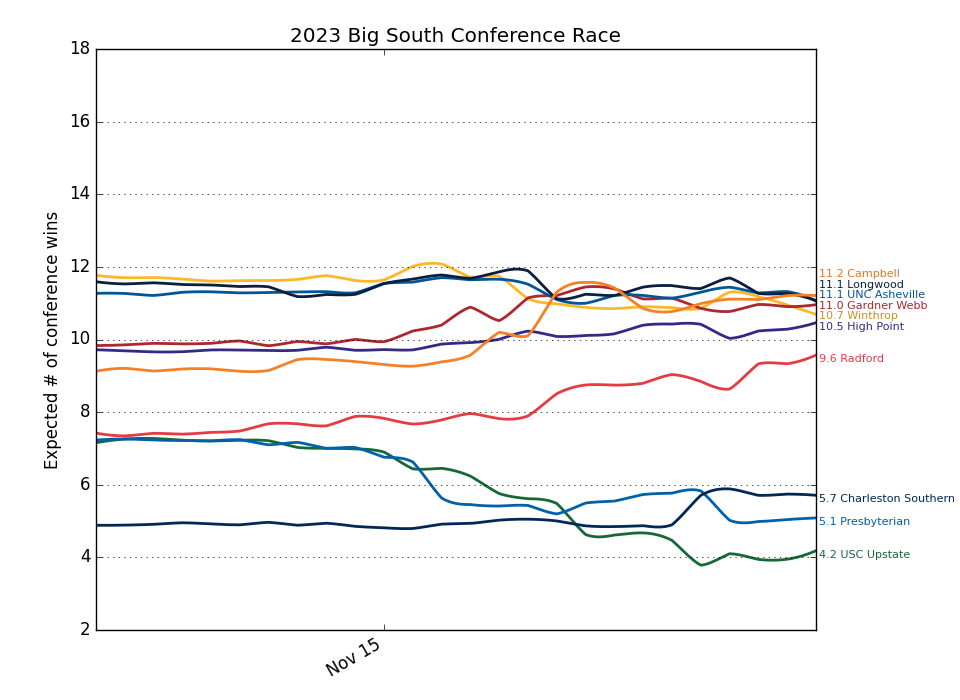 2023 Big South Conference Race
Expected # of conference wins
18
16
14
12
10
8
6
4
2
Nov 15
11.2 Campbell
11.1 Longwood
11.1 UNC Asheville
11.0 Gardner Webb
10.7 Winthrop
10.5 High Point
9.6 Radford
5.7 Charleston Southern
5.1 Presbyterian
4.2 USC Upstate